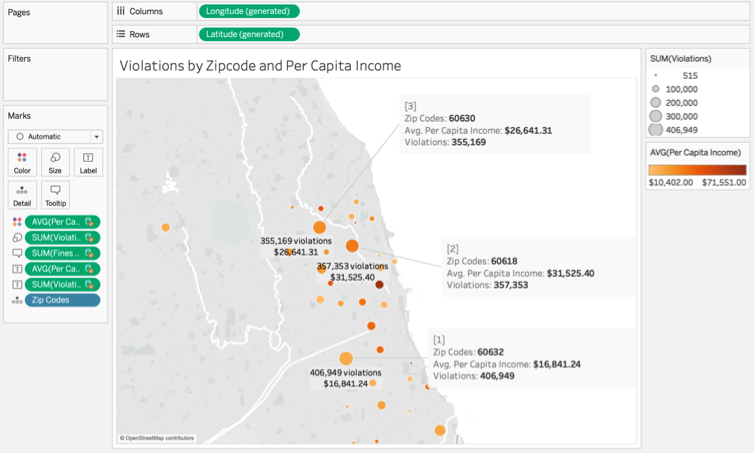 Pages
Columns
Longitude (generated)
Rows
Latitude (generated)
Filters
Marks
Automatic
Color
Size
Label
Detail
Tooltip
AVG(Per Ca..
SUM(Violati..
SUM(Fines ..
AVG(Per Ca..
SUM(Violati..
Zip Codes
Violations by Zipcode and Per Capita Income
[3]
Zip Codes: 60630
Avg. Per Capita Income: $26,641.31
Violations: 355,169
355,169 violations
$26,641.31
[2]
Zip Codes: 60618
Avg. Per Capita Income: $31,525.40
Violations: 357,353
357,353 violations
$31,525.40
[1]
Zip Codes: 60632
Avg. Per Capita Income: $16,841.24
Violations: 406,949
406,949 violations
$16,841.24
© OpenStreetMap contributors
SUM(Violations)
515
100,000
200,000
300,000
406,949
AVG(Per Capita Income)
$10,402.00 $71,551.00